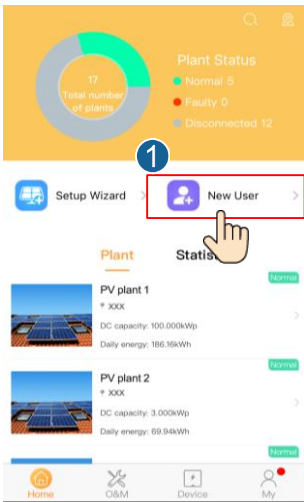 Plant Status
17
Total number
of plants
Normal 5
Faulty 0
Disconnected 12
1
Setup Wizard
New User
Plant
Statis
Normal
PV plant 1
XXX
DC capacity: 100.000kWp
Daily energy: 186.16kWh
Normal
PV plant 2
XXX
DC capacity: 3.000kWp
Daily energy: 69.94kWh
Normal
Home
O&M
Device
My